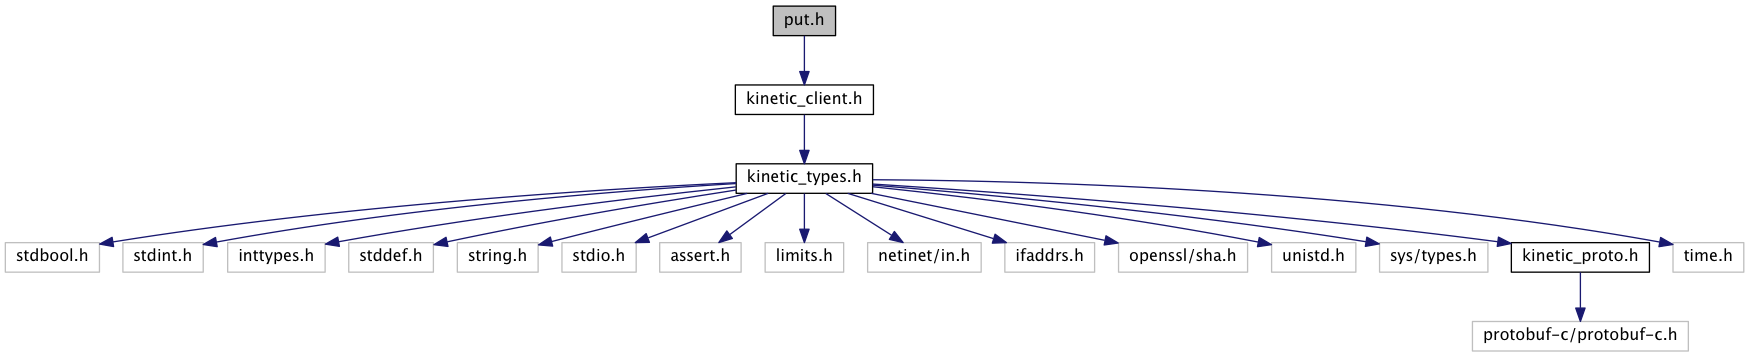 put.h
kinetic_client.h
kinetic_types.h
stdbool.h
stdint.h
inttypes.h
stddef.h
string.h
stdio.h
assert.h
limits.h
netinet/in.h
ifaddrs.h
openssl/sha.h
unistd.h
sys/types.h
kinetic_proto.h
time.h
protobuf-c/protobuf-c.h